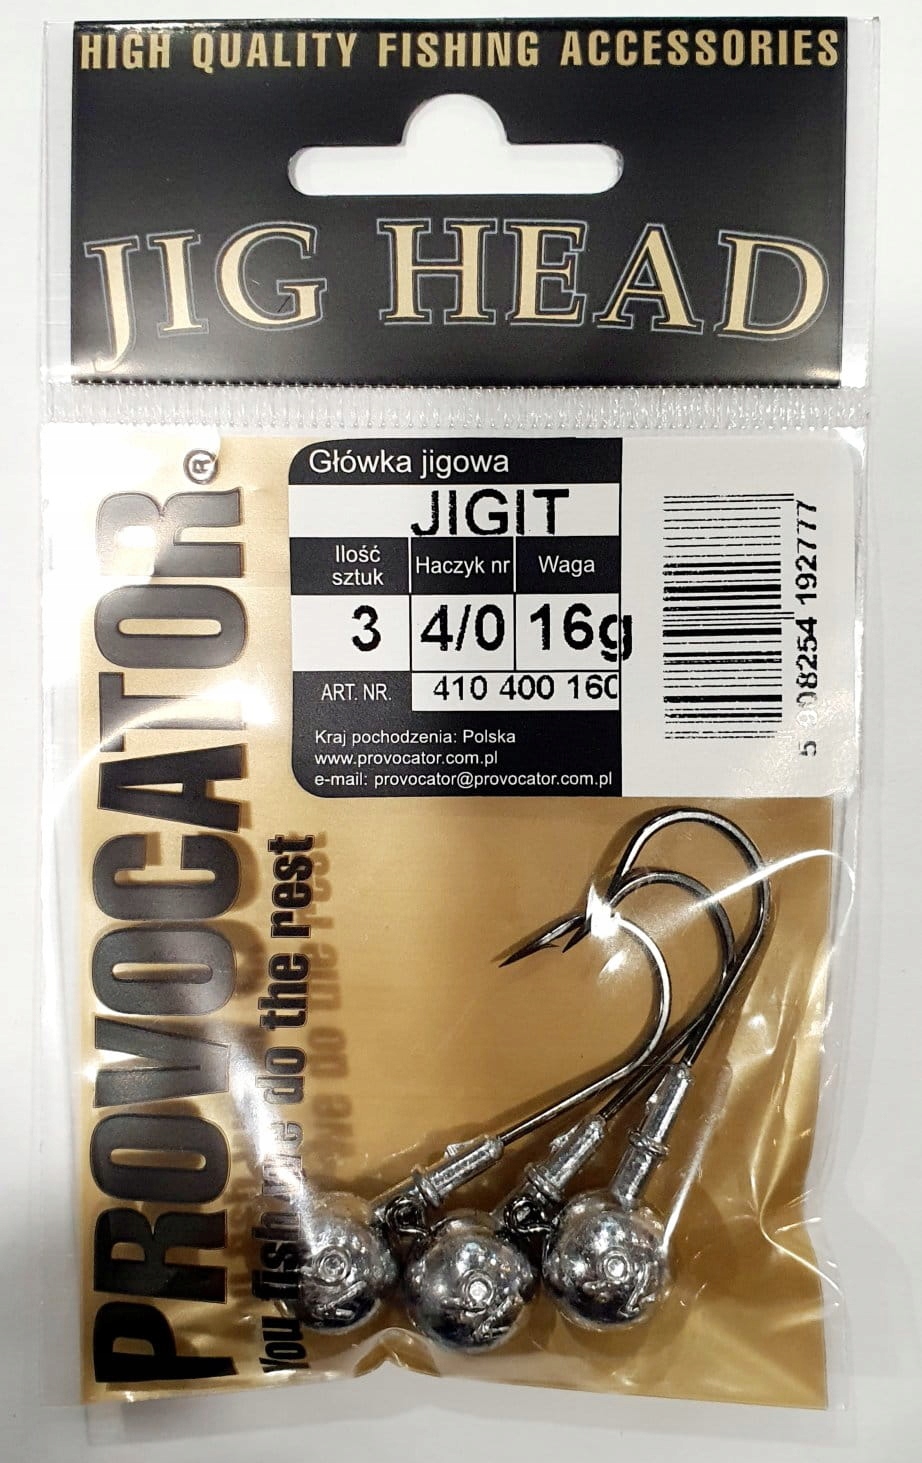 HIGH QUALITY FISHING ACCESSORIES
JIG HEAD
PROVOCATOR®
You fish we do the rest
Główka jigowa
JIGIT
Ilość sztuk
Haczyk nr
Waga
3
4/0
16g
ART. NR.
410 400 160
Kraj pochodzenia: Polska
www.provocator.com.pl
e-mail: provocator@provocator.com.pl
5 908254 192777